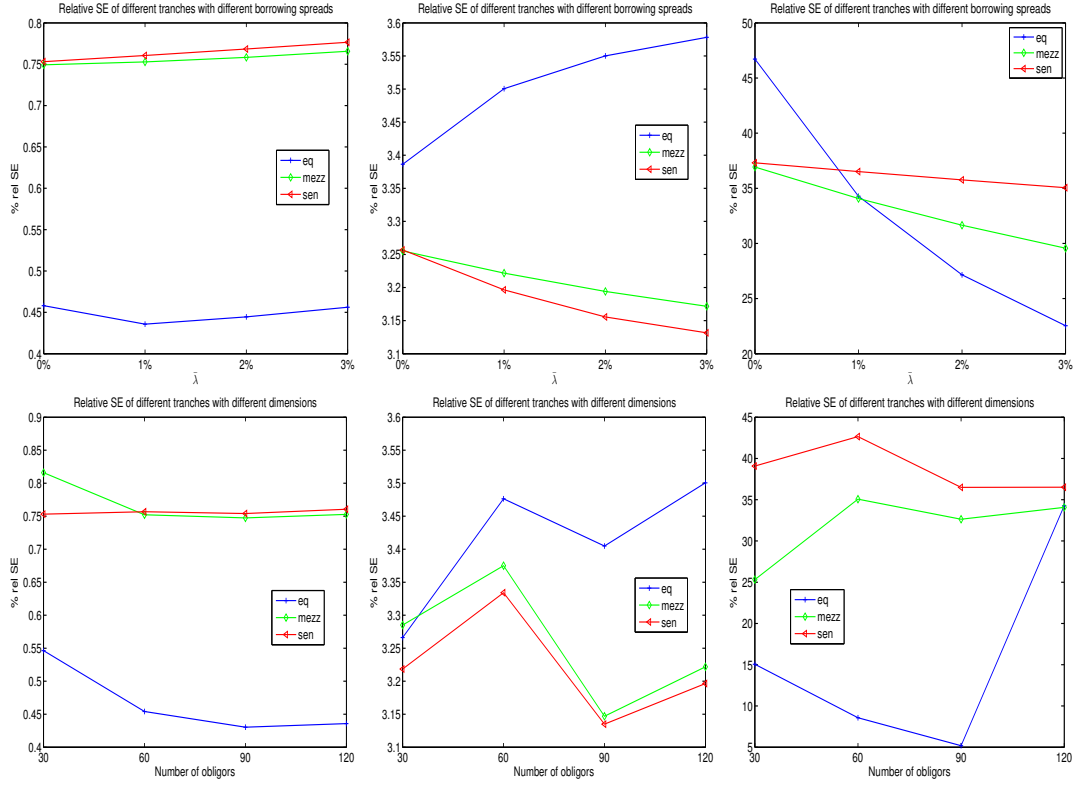 Relative SE of different tranches with different borrowing spreads
% rel SE
0.8
0.75
0.7
0.65
0.6
0.55
0.5
0.45
0.4
0% 1% 2% 3%
λ̄
eq
mezz
sen
Relative SE of different tranches with different borrowing spreads
% rel SE
3.6
3.55
3.5
3.45
3.4
3.35
3.3
3.25
3.2
3.15
3.1
0% 1% 2% 3%
λ̄
eq
mezz
sen
Relative SE of different tranches with different borrowing spreads
% rel SE
50
45
40
35
30
25
20
0% 1% 2% 3%
λ̄
eq
mezz
sen
Relative SE of different tranches with different dimensions
% rel SE
0.9
0.85
0.8
0.75
0.7
0.65
0.6
0.55
0.5
0.45
0.4
30 60 90 120
Number of obligors
eq
mezz
sen
Relative SE of different tranches with different dimensions
% rel SE
3.6
3.55
3.5
3.45
3.4
3.35
3.3
3.25
3.2
3.15
3.1
30 60 90 120
Number of obligors
eq
mezz
sen
Relative SE of different tranches with different dimensions
% rel SE
50
45
40
35
30
25
20
15
10
5
30 60 90 120
Number of obligors
eq
mezz
sen